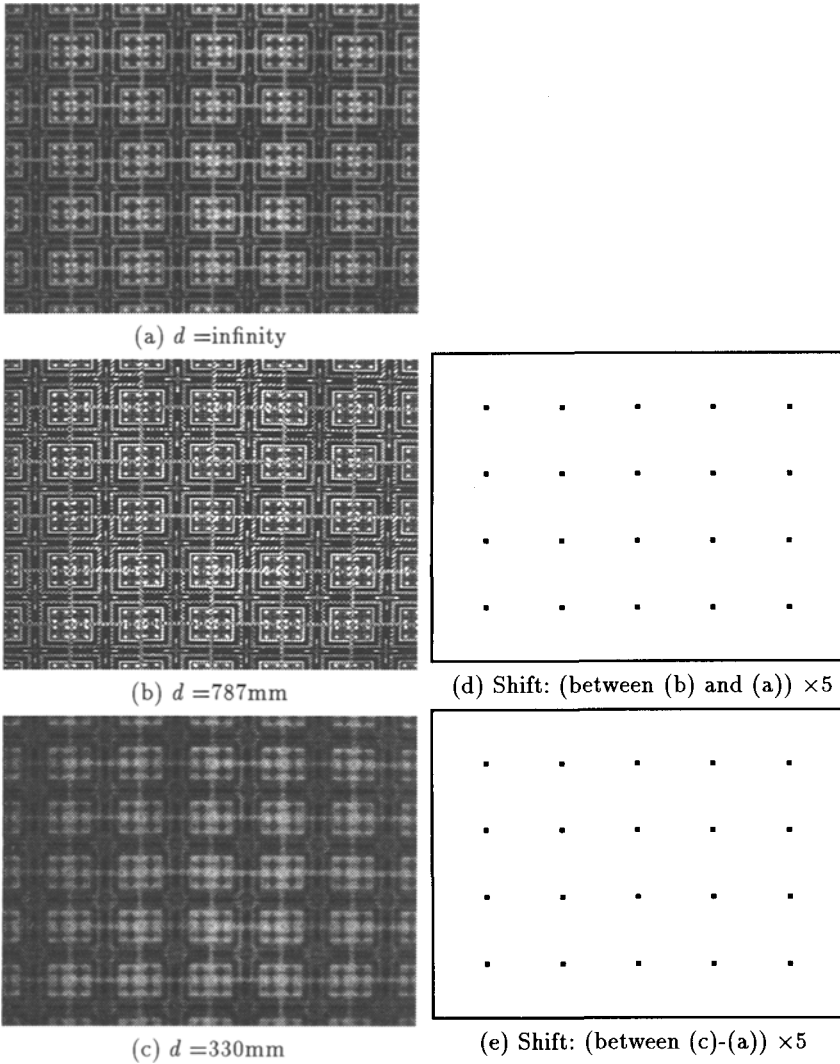 (a) d =infinity
(b) d =787mm
(d) Shift: (between (b) and (a)) ×5
(c) d =330mm
(e) Shift: (between (c)-(a)) ×5